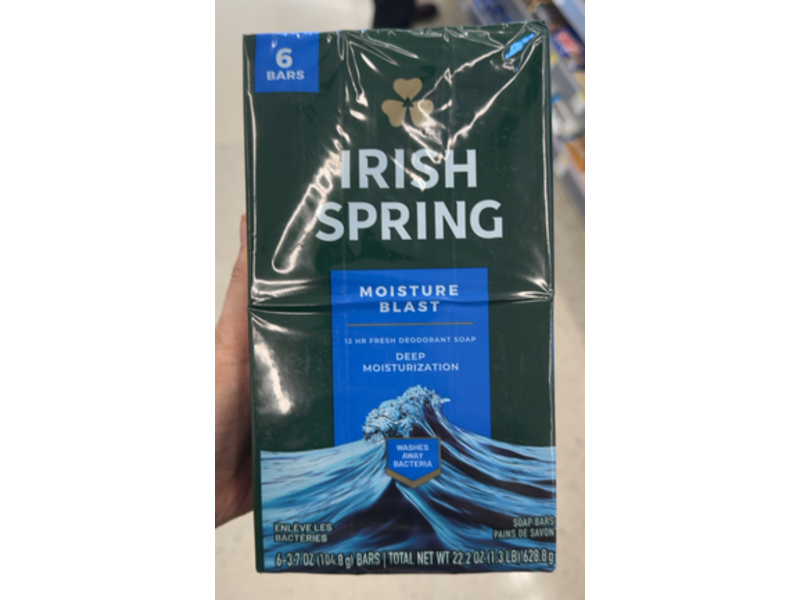 6
BARS
IRISH
SPRING
MOISTURE
BLAST
12 HR FRESH DEODORANT SOAP
DEEP
MOISTURIZATION
WASHES
AWAY
BACTERIA
ENLÈVE LES
BACTÉRIES
SOAP BARS
PAINS DE SAVON
6-3.7 OZ (104.8 g) BARS | TOTAL NET WT 22.2 OZ (1.3 LB) 628.8 g